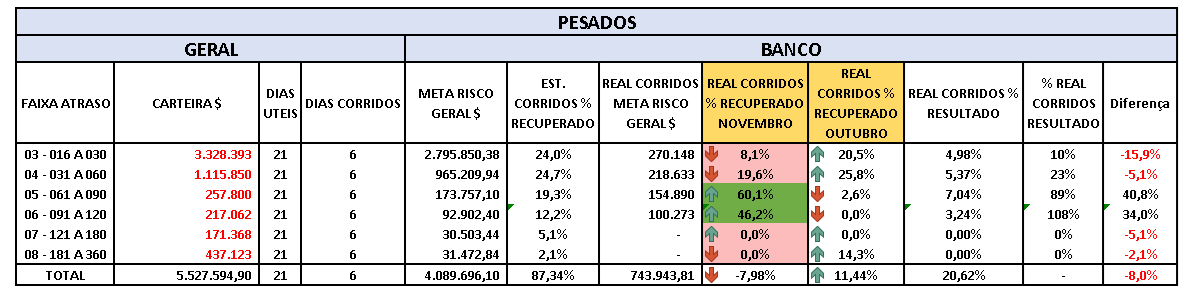 PESADOS
GERAL BANCO
FAIXA ATRASO CARTEIRA $ DIAS UTEIS DIAS CORRIDOS META RISCO GERAL $ EST. CORRIDOS % RECUPERADO REAL CORRIDOS META RISCO GERAL $ REAL CORRIDOS % RECUPERADO NOVEMBRO REAL CORRIDOS % RECUPERADO OUTUBRO REAL CORRIDOS % RESULTADO % REAL CORRIDOS RESULTADO Diferença
03 - 016 A 030 3.328.393 21 6 2.795.850,38 24,0% 270.148 8,1% 20,5% 4,98% 10% -15,9%
04 - 031 A 060 1.115.850 21 6 965.209,94 24,7% 218.633 19,6% 25,8% 5,37% 23% -5,1%
05 - 061 A 090 257.800 21 6 173.757,10 19,3% 154.890 60,1% 2,6% 7,04% 89% 40,8%
06 - 091 A 120 217.062 21 6 92.902,40 12,2% 100.273 46,2% 0,0% 3,24% 108% 34,0%
07 - 121 A 180 171.368 21 6 30.503,44 5,1% - 0,0% 0,0% 0,00% 0% -5,1%
08 - 181 A 360 437.123 21 6 31.472,84 2,1% - 0,0% 14,3% 0,00% 0% -2,1%
TOTAL 5.527.594,90 21 6 4.089.696,10 87,34% 743.943,81 -7,98% 11,44% 20,62% - -8,0%